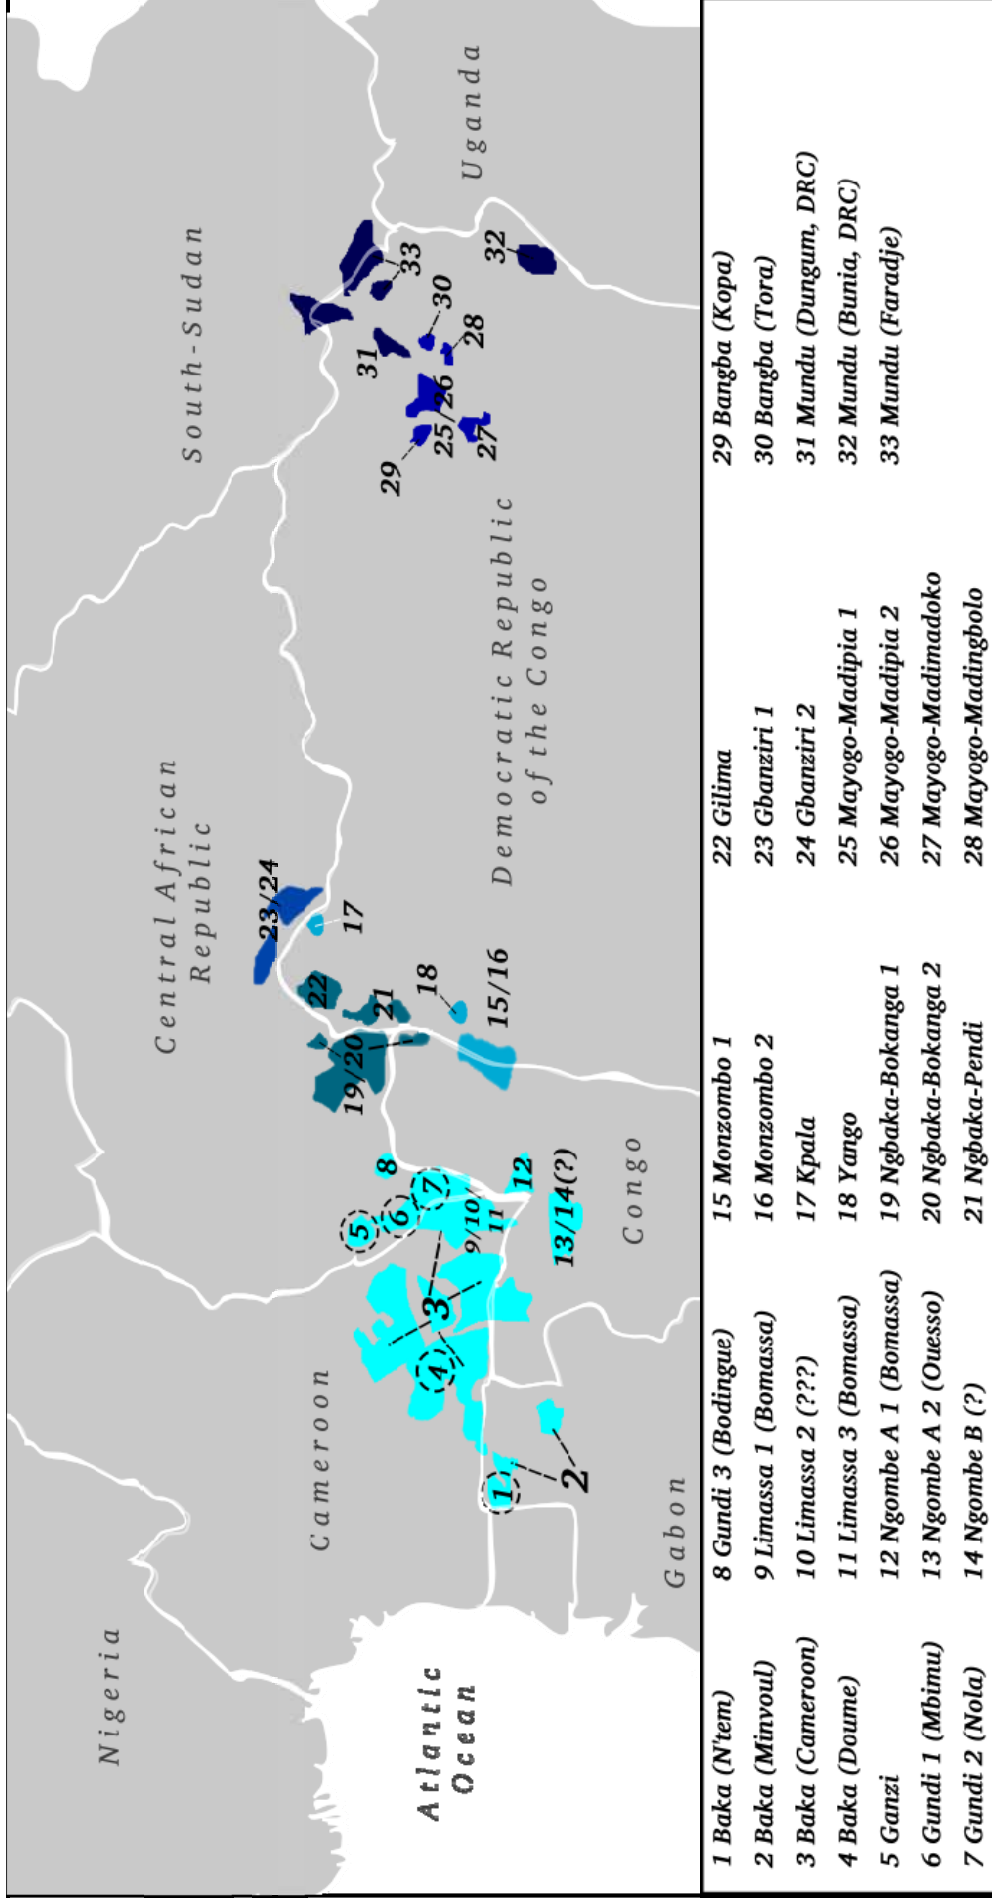 Nigeria
Cameroon
Central African
Republic
South-Sudan
Uganda
Democratic Republic
of the Congo
Congo
Gabon
Atlantic
Ocean
1
2
3
4
5
6
7
8
9/10
11
12
13/14(?)
15/16
17
18
19/20
21
22
23/24
25/26
27
28
29
30
31
32
33
1 Baka (N'tem)
2 Baka (Minvoul)
3 Baka (Cameroon)
4 Baka (Doume)
5 Ganzi
6 Gundi 1 (Mbimu)
7 Gundi 2 (Nola)
8 Gundi 3 (Bodingue)
9 Limassa 1 (Bomassa)
10 Limassa 2 (???)
11 Limassa 3 (Bomassa)
12 Ngombe A 1 (Bomassa)
13 Ngombe A 2 (Ouesso)
14 Ngombe B (?)
15 Monzombo 1
16 Monzombo 2
17 Kpala
18 Yango
19 Ngbaka-Bokanga 1
20 Ngbaka-Bokanga 2
21 Ngbaka-Pendi
22 Gilima
23 Gbanziri 1
24 Gbanziri 2
25 Mayogo-Madipia 1
26 Mayogo-Madipia 2
27 Mayogo-Madimadoko
28 Mayogo-Madingbolo
29 Bangba (Kopa)
30 Bangba (Tora)
31 Mundu (Dungum, DRC)
32 Mundu (Bunia, DRC)
33 Mundu (Faradje)